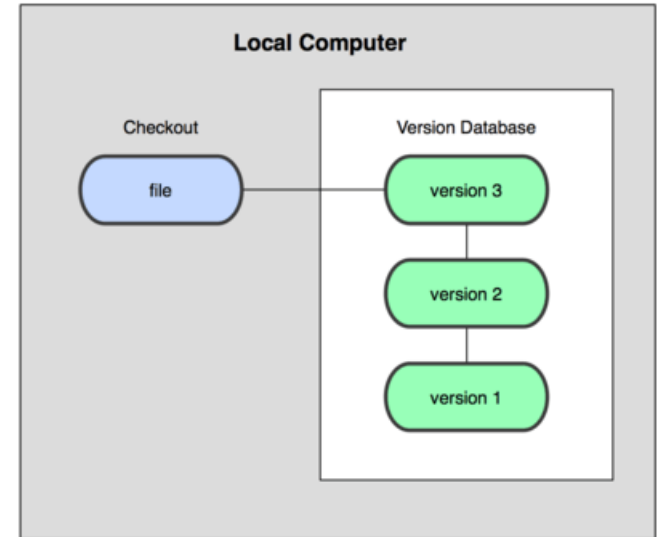 Local Computer
Checkout
Version Database
file
version 3
version 2
version 1